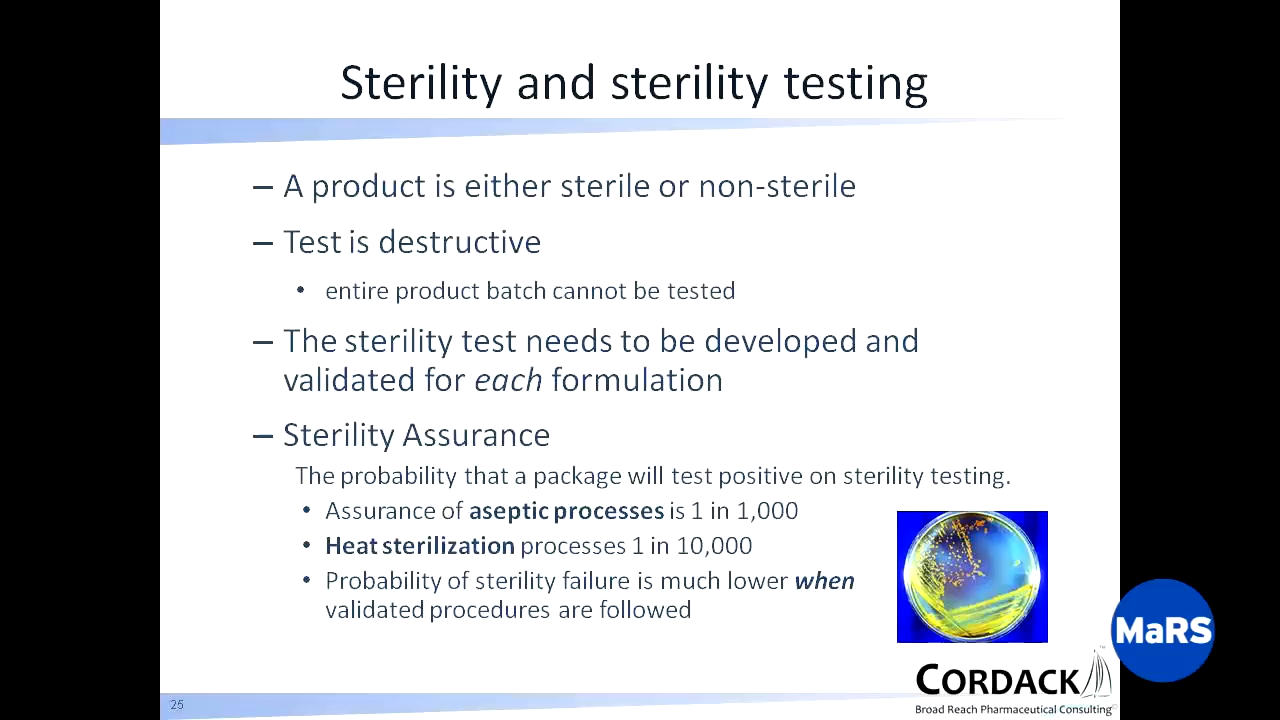 Sterility and sterility testing
– A product is either sterile or non-sterile
– Test is destructive
• entire product batch cannot be tested
– The sterility test needs to be developed and
validated for each formulation
– Sterility Assurance
The probability that a package will test positive on sterility testing.
• Assurance of aseptic processes is 1 in 1,000
• Heat sterilization processes 1 in 10,000
• Probability of sterility failure is much lower when
validated procedures are followed
MaRS
CORDACK™
Broad Reach Pharmaceutical Consulting©
25